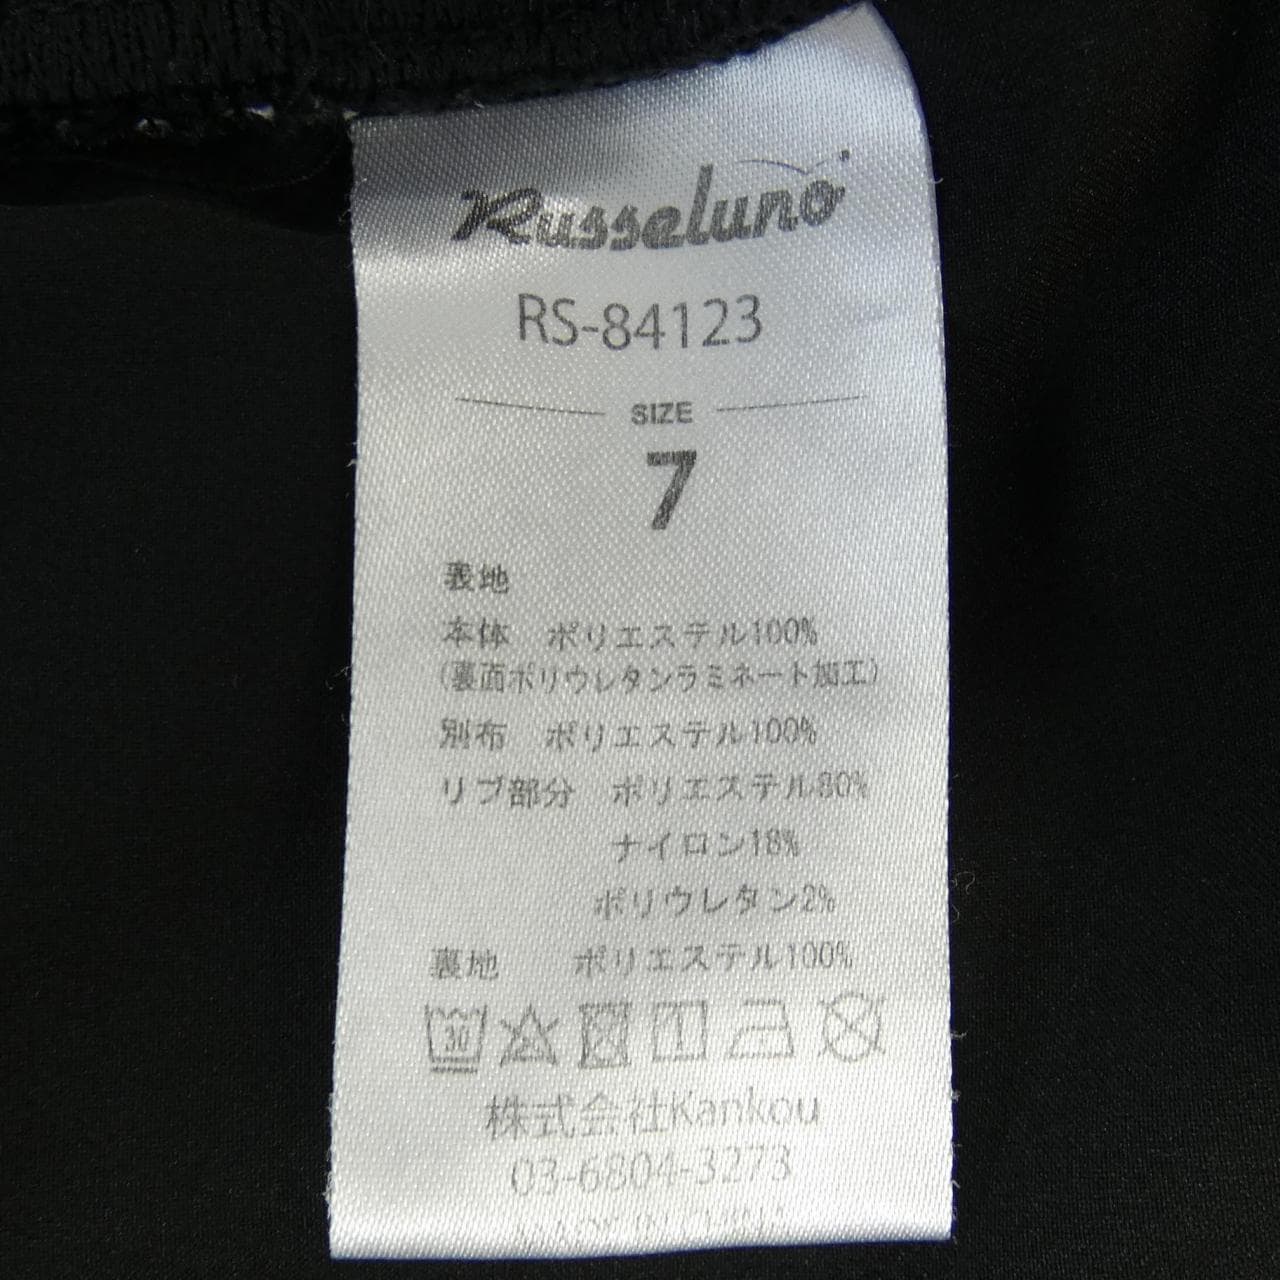 Russeluno
RS-84123
SIZE
7
表地
本体 ポリエステル100%
(裏面ポリウレタンラミネート加工)
別布 ポリエステル100%
リブ部分 ポリエステル80%
ナイロン18%
ポリウレタン2%
裏地 ポリエステル100%
30
株式会社Kankou
03-6804-3273
MADE IN CHINA